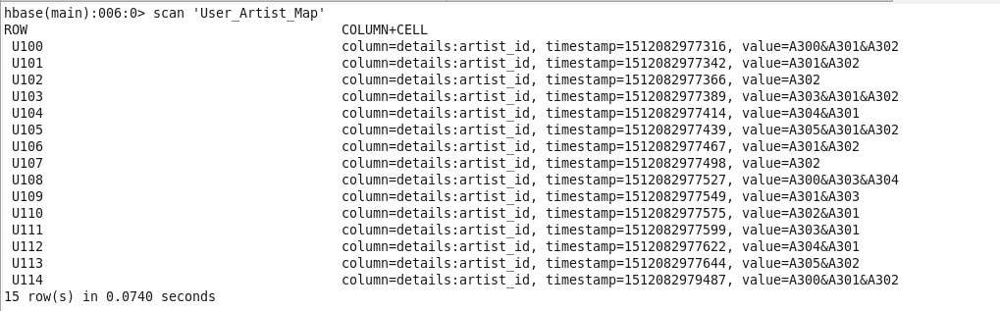 hbase(main):006:0> scan 'User_Artist_Map'
ROW COLUMN+CELL
U100 column=details:artist_id, timestamp=1512082977316, value=A300&A301&A302
U101 column=details:artist_id, timestamp=1512082977342, value=A301&A302
U102 column=details:artist_id, timestamp=1512082977366, value=A302
U103 column=details:artist_id, timestamp=1512082977389, value=A303&A301&A302
U104 column=details:artist_id, timestamp=1512082977414, value=A304&A301
U105 column=details:artist_id, timestamp=1512082977439, value=A305&A301&A302
U106 column=details:artist_id, timestamp=1512082977467, value=A301&A302
U107 column=details:artist_id, timestamp=1512082977498, value=A302
U108 column=details:artist_id, timestamp=1512082977527, value=A300&A303&A304
U109 column=details:artist_id, timestamp=1512082977549, value=A301&A303
U110 column=details:artist_id, timestamp=1512082977575, value=A302&A301
U111 column=details:artist_id, timestamp=1512082977599, value=A303&A301
U112 column=details:artist_id, timestamp=1512082977622, value=A304&A301
U113 column=details:artist_id, timestamp=1512082977644, value=A305&A302
U114 column=details:artist_id, timestamp=1512082979487, value=A300&A301&A302
15 row(s) in 0.0740 seconds